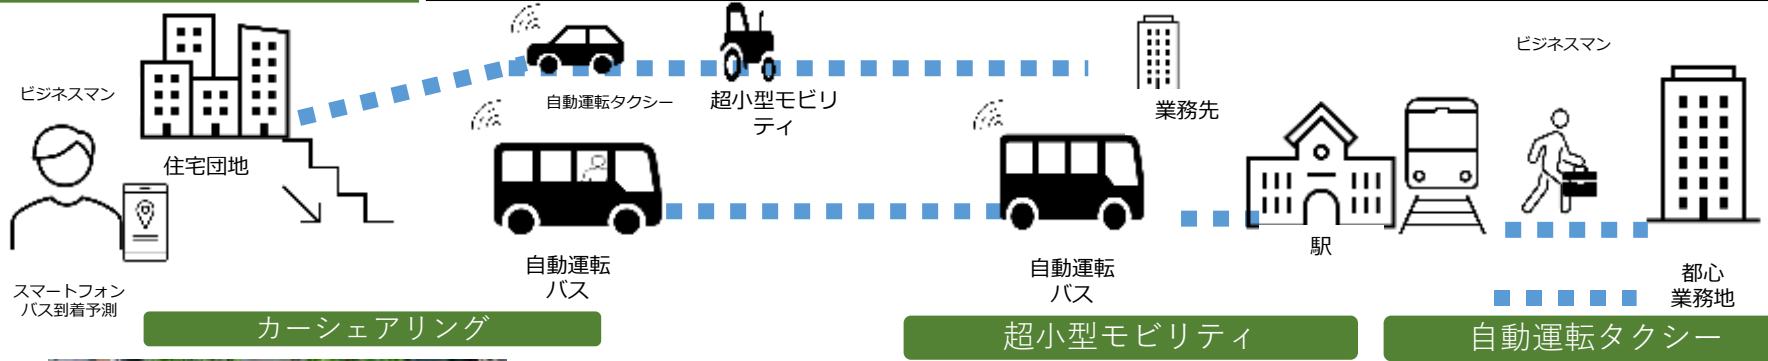 ビジネスマン
住宅団地
スマートフォン
バス到着予測
自動運転タクシー
超小型モビリ
ティ
業務先
自動運転
バス
自動運転
バス
駅
ビジネスマン
都心
業務地
カーシェアリング
超小型モビリティ
自動運転タクシー